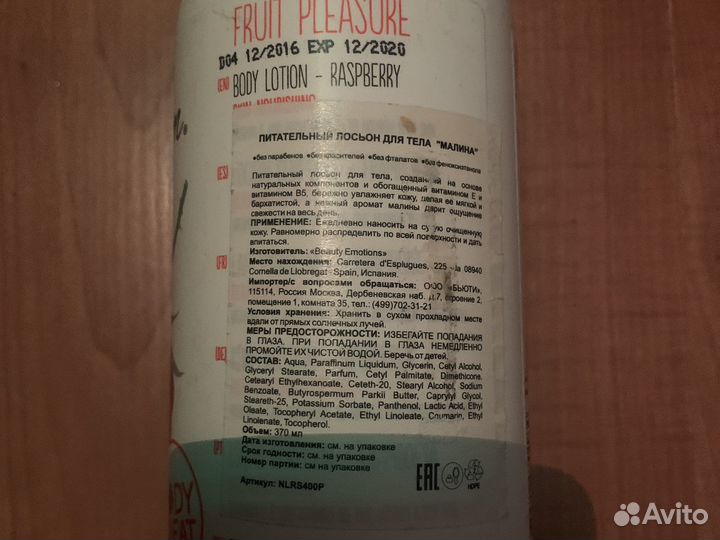 FRUIT PLEASURE
D04 12/2016 EXP 12/2020
(EN) BODY LOTION - RASPBERRY
SKIN NOURISHING
ПИТАТЕЛЬНЫЙ ЛОСЬОН ДЛЯ ТЕЛА "МАЛИНА"
•без парабенов •без красителей •без фталатов •без феноксиэтанола
Питательный лосьон для тела, созданный на основе
натуральных компонентов и обогащенный витамином Е и
витамином В5, бережно увлажняет кожу, делая её мягкой и
бархатистой, а нежный аромат малины дарит ощущение
свежести на весь день.
ПРИМЕНЕНИЕ: Ежедневно наносить на сухую очищенную
кожу. Равномерно распределить по всей поверхности и дать
впитаться.
Изготовитель: «Beauty Emotions»
Место нахождения: Carretera d'Esplugues, 225 08940
Cornella de Llobregat Spain, Испания.
Импортер/с вопросами обращаться: ООО «БЬЮТИ»,
115114, Россия Москва, Дербеневская наб. д.7, строение 2,
помещение 1, комната 35, тел.: (499)702-31-21
Условия хранения: Хранить в сухом прохладном месте
вдали от прямых солнечных лучей.
МЕРЫ ПРЕДОСТОРОЖНОСТИ: ИЗБЕГАЙТЕ ПОПАДАНИЯ
В ГЛАЗА. ПРИ ПОПАДАНИИ В ГЛАЗА НЕМЕДЛЕННО
ПРОМОЙТЕ ИХ ЧИСТОЙ ВОДОЙ. Беречь от детей.
СОСТАВ: Aqua, Paraffinum Liquidum, Glycerin, Cetyl Alcohol,
Glyceryl Stearate, Parfum, Cetyl Palmitate, Dimethicone,
Cetearyl Ethylhexanoate, Ceteth-20, Stearyl Alcohol, Sodium
Benzoate, Butyrospermum Parkii Butter, Caprylyl Glycol,
Steareth-25, Potassium Sorbate, Panthenol, Lactic Acid, Ethyl
Oleate, Tocopheryl Acetate, Ethyl Linoleate, Coumarin, Ethyl
Linolenate, Tocopherol.
Объем: 370 мл
Дата изготовления: см. на упаковке
Срок годности: см. на упаковке
Номер партии: см. на упаковке
Артикул: NLRS400P
EAC
HDPE
(ES)
(FR)
(DE)
Avito